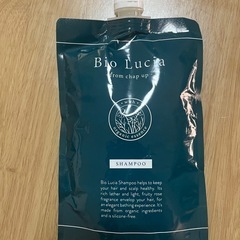 Bio Lucia
from chap up
ORGANIC ESSENCE
SHAMPOO
Bio Lucia Shampoo helps to keep
your hair and scalp healthy. Its
rich lather and light, fruity rose
fragrance envelop your hair, for
an elegant bathing experience. It's
made from organic ingredients
and is silicone-free.